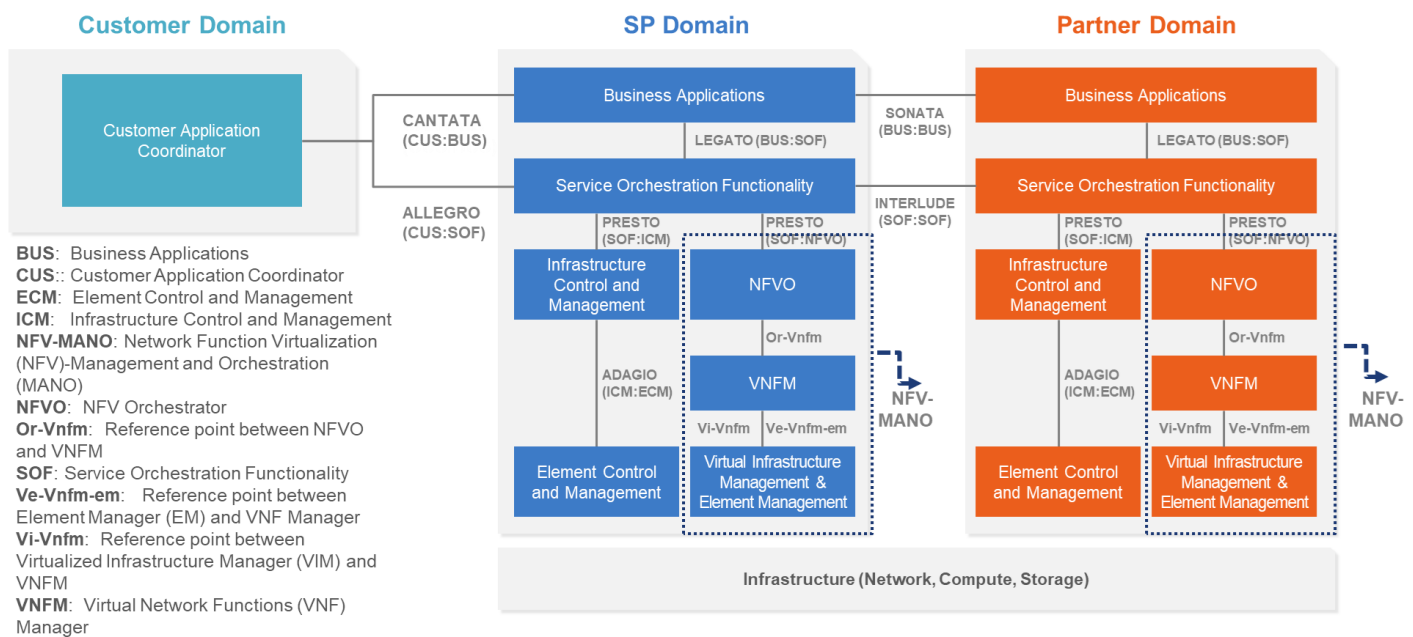 Customer Domain
SP Domain
Partner Domain
Customer Application
Coordinator
CANTATA
(CUS:BUS)
ALLEGRO
(CUS:SOF)
Business Applications
LEGATO (BUS:SOF)
Service Orchestration Functionality
PRESTO
(SOF:ICM)
PRESTO
(SOF:NFVO)
Infrastructure
Control and
Management
NFVO
Or-Vnfm
ADAGIO
(ICM:ECM)
VNFM
Vi-Vnfm
Ve-Vnfm-em
Element Control
and Management
Virtual Infrastructure
Management &
Element Management
NFV-
MANO
SONATA
(BUS:BUS)
INTERLUDE
(SOF:SOF)
Business Applications
LEGATO (BUS:SOF)
Service Orchestration Functionality
PRESTO
(SOF:ICM)
PRESTO
(SOF:NFVO)
Infrastructure
Control and
Management
NFVO
Or-Vnfm
ADAGIO
(ICM:ECM)
VNFM
Vi-Vnfm
Ve-Vnfm-em
Element Control
and Management
Virtual Infrastructure
Management &
Element Management
NFV-
MANO
Infrastructure (Network, Compute, Storage)
BUS: Business Applications
CUS:: Customer Application Coordinator
ECM: Element Control and Management
ICM: Infrastructure Control and Management
NFV-MANO: Network Function Virtualization
(NFV)-Management and Orchestration
(MANO)
NFVO: NFV Orchestrator
Or-Vnfm: Reference point between NFVO
and VNFM
SOF: Service Orchestration Functionality
Ve-Vnfm-em: Reference point between
Element Manager (EM) and VNF Manager
Vi-Vnfm: Reference point between
Virtualized Infrastructure Manager (VIM) and
VNFM
VNFM: Virtual Network Functions (VNF)
Manager